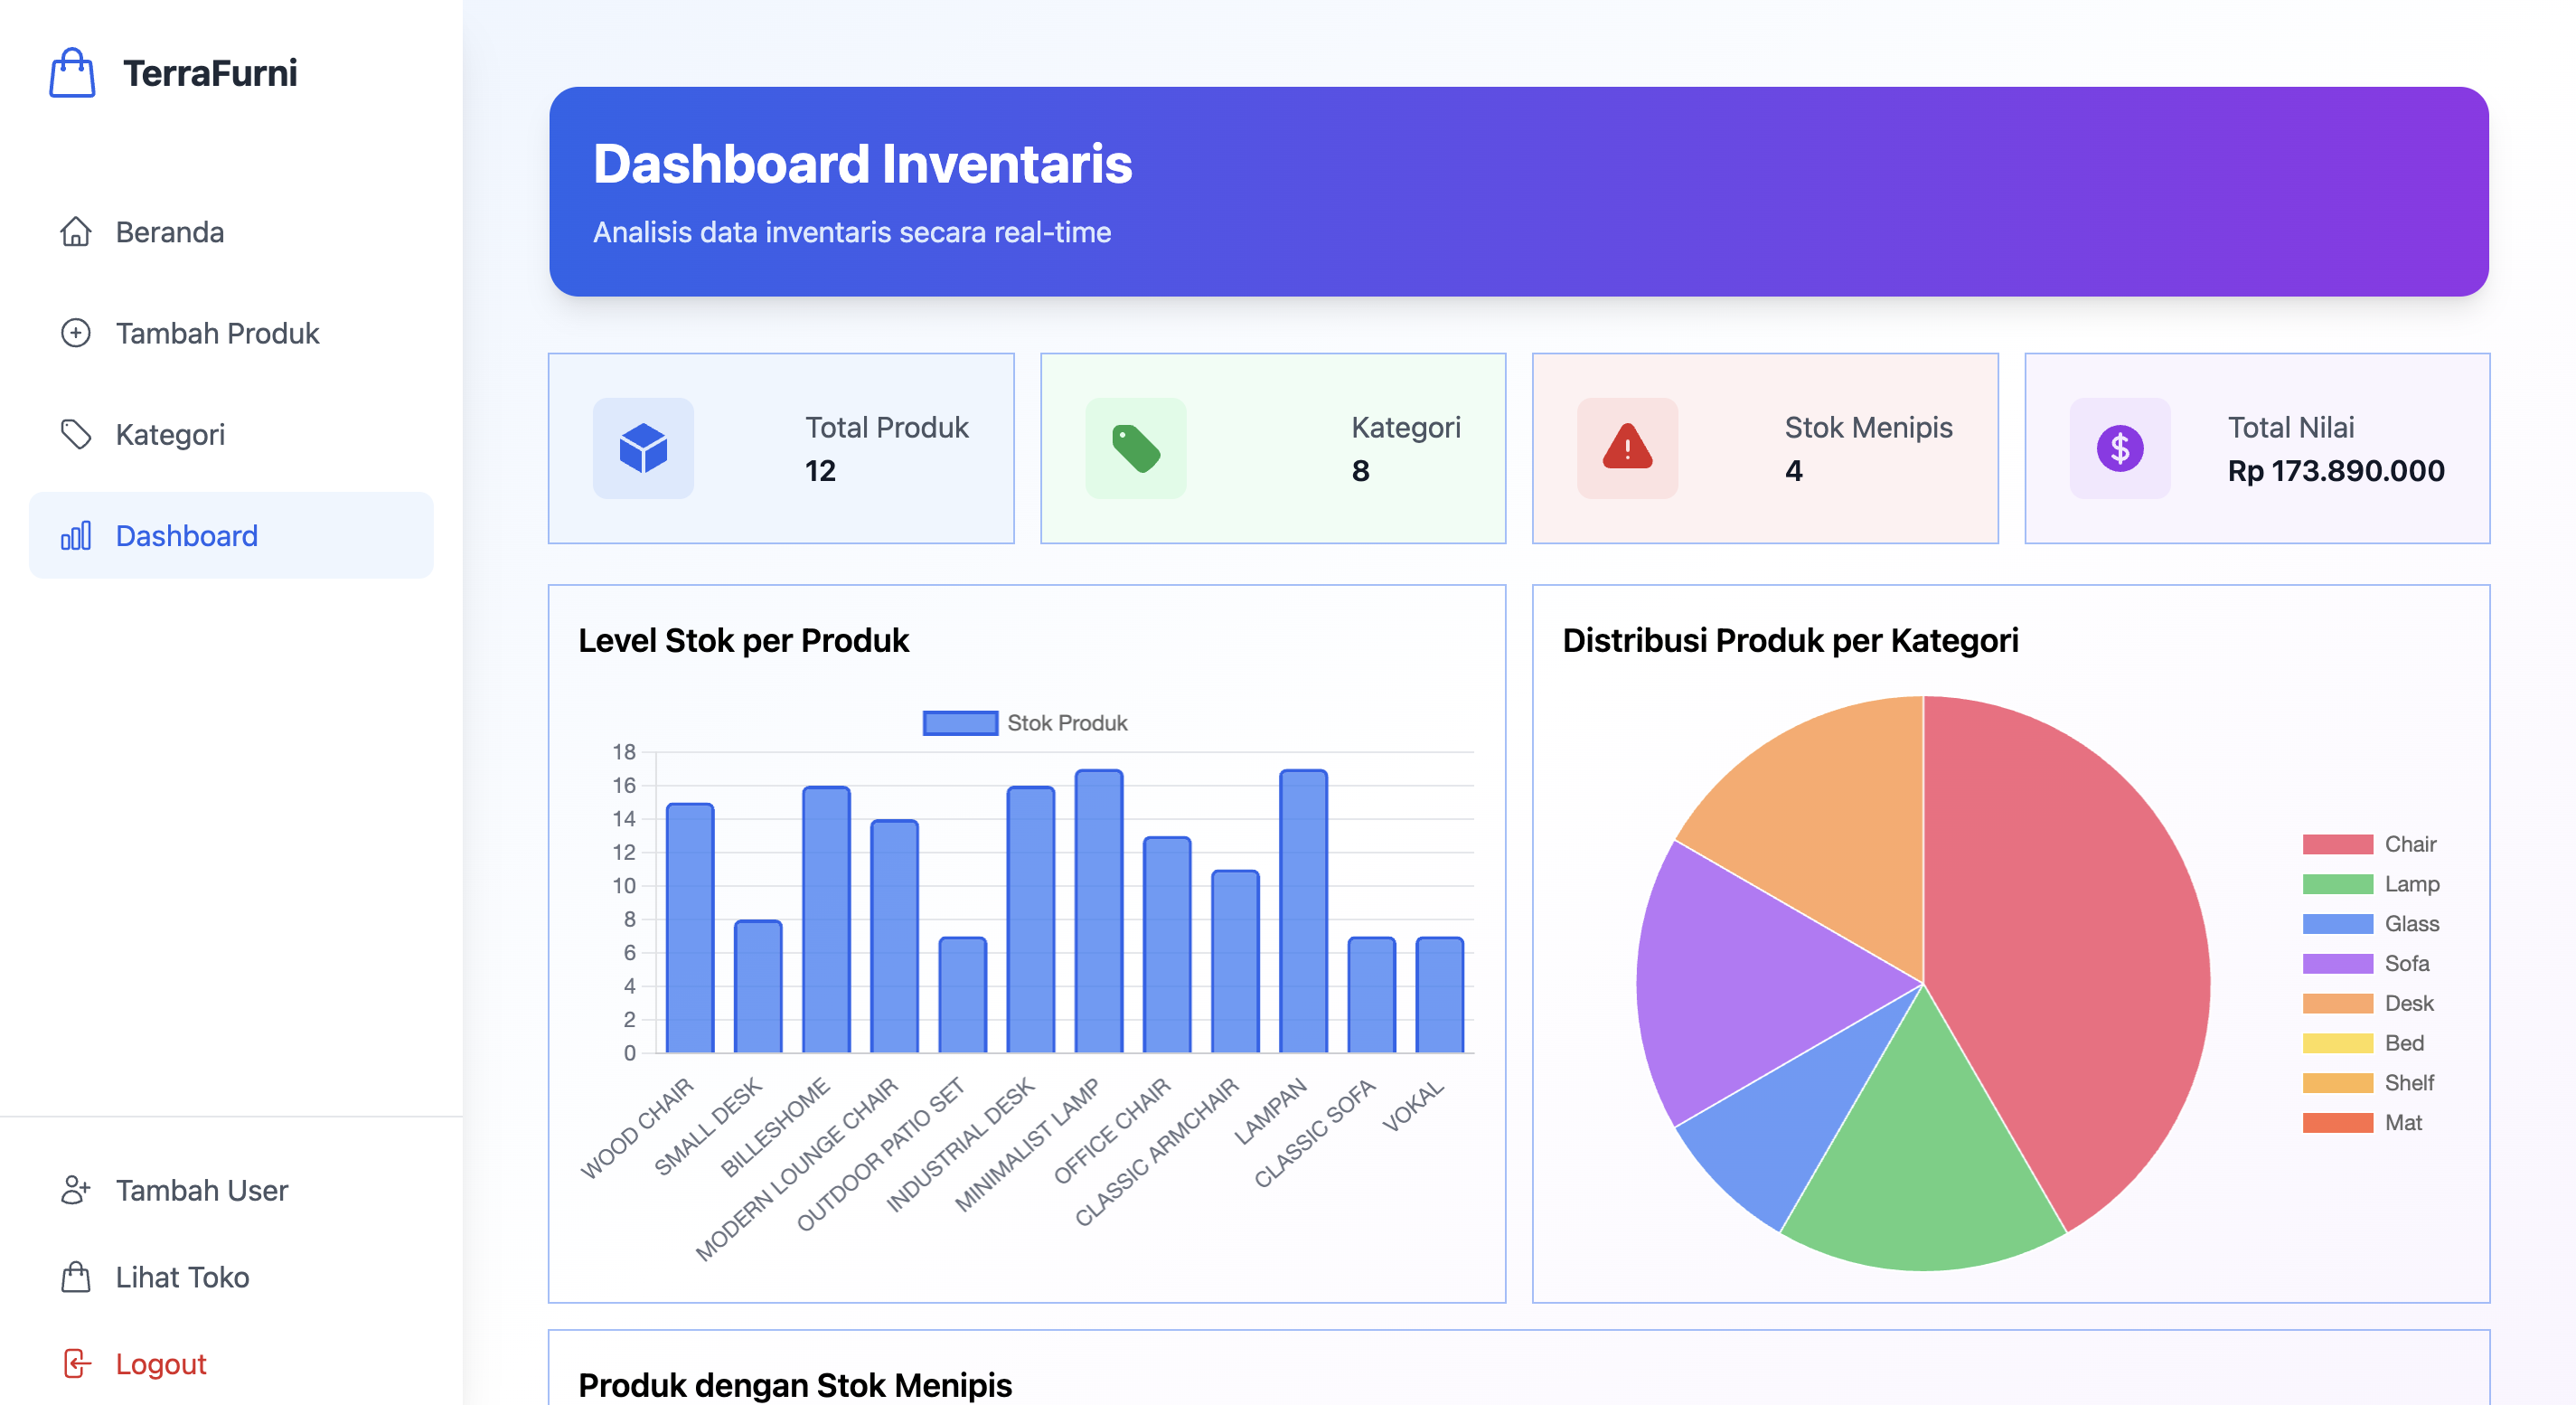 TerraFurni
Beranda
Tambah Produk
Kategori
Dashboard
Tambah User
Lihat Toko
Logout
Dashboard Inventaris
Analisis data inventaris secara real-time
Total Produk
12
Kategori
8
Stok Menipis
4
Total Nilai
Rp 173.890.000
Level Stok per Produk
Stok Produk
18
16
14
12
10
8
6
4
2
0
WOOD CHAIR
SMALL DESK
BILLESHOME
MODERN LOUNGE CHAIR
OUTDOOR PATIO SET
INDUSTRIAL DESK
MINIMALIST LAMP
OFFICE CHAIR
CLASSIC ARMCHAIR
LAMPAN
CLASSIC SOFA
VOKAL
Distribusi Produk per Kategori
Chair
Lamp
Glass
Sofa
Desk
Bed
Shelf
Mat
Produk dengan Stok Menipis